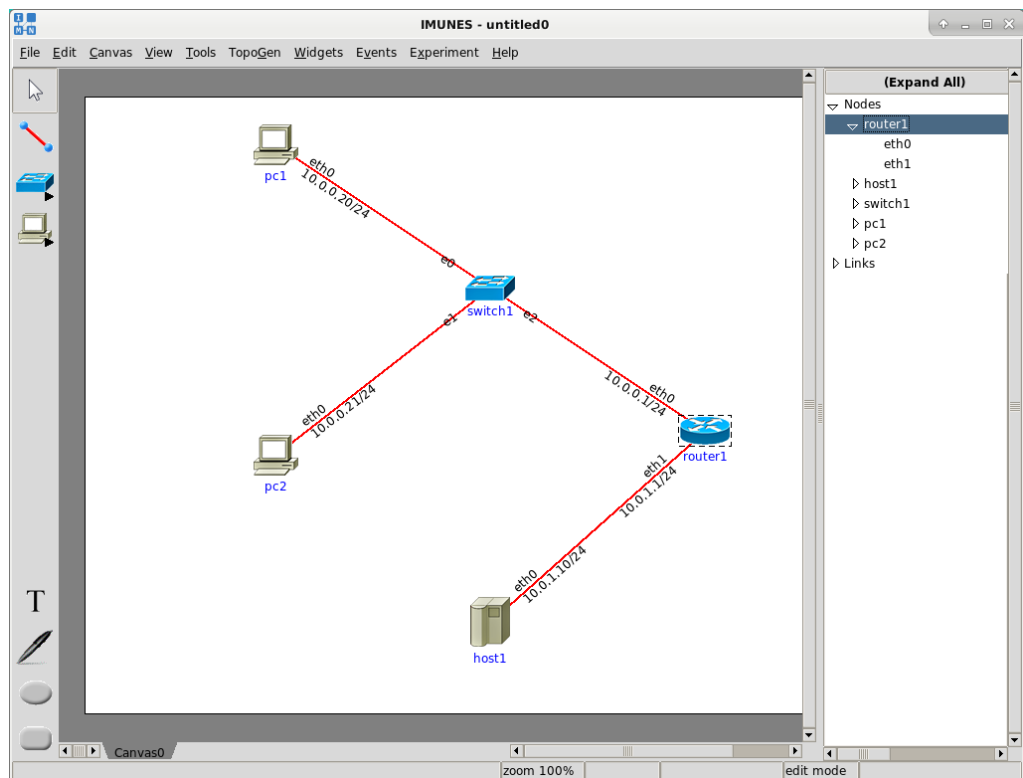 IMUNES - untitled0
File Edit Canvas View Tools TopoGen Widgets Events Experiment Help
(Expand All)
Nodes
router1
eth0
eth1
host1
switch1
pc1
pc2
Links
pc1
eth0
10.0.0.20/24
e0
switch1
e1
e2
eth0
10.0.0.21/24
pc2
eth0
10.0.0.1/24
router1
eth1
10.0.1.1/24
eth0
10.0.1.10/24
host1
T
Canvas0
zoom 100%
edit mode